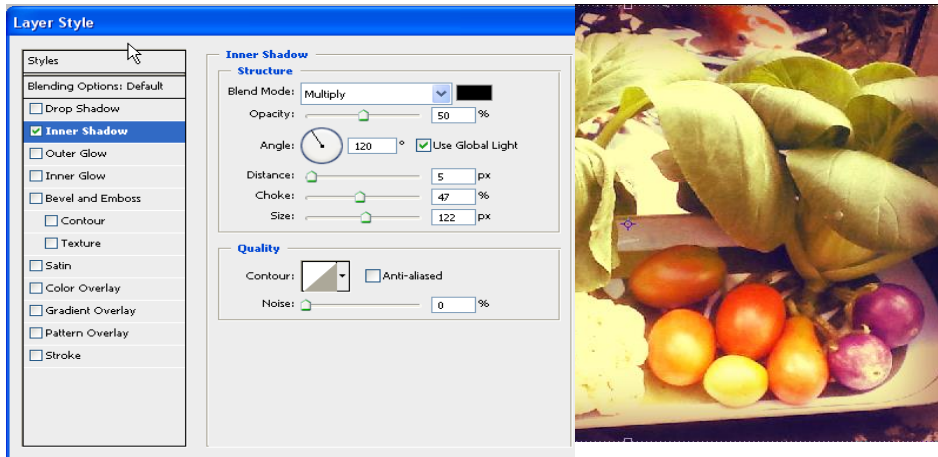 Layer Style
Styles
Blending Options: Default
Drop Shadow
Inner Shadow
Outer Glow
Inner Glow
Bevel and Emboss
Contour
Texture
Satin
Color Overlay
Gradient Overlay
Pattern Overlay
Stroke
Inner Shadow
Structure
Blend Mode: Multiply
Opacity: 50 %
Angle: 120 ° Use Global Light
Distance: 5 px
Choke: 47 %
Size: 122 px
Quality
Contour: Anti-aliased
Noise: 0 %